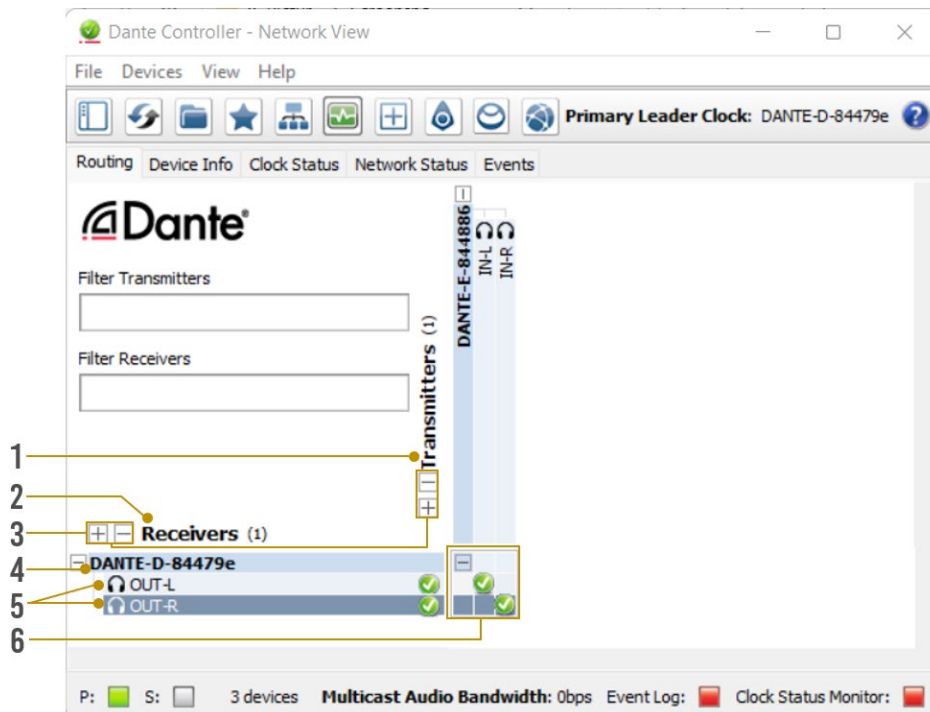 Dante Controller - Network View
File Devices View Help
Primary Leader Clock: DANTE-D-84479e
Routing Device Info Clock Status Network Status Events
Dante®
Filter Transmitters
Filter Receivers
Transmitters (1)
DANTE-E-844886
IN-L
IN-R
1
2
3
Receivers (1)
4
DANTE-D-84479e
5
OUT-L
OUT-R
6
P: S: 3 devices Multicast Audio Bandwidth: 0bps Event Log: Clock Status Monitor: